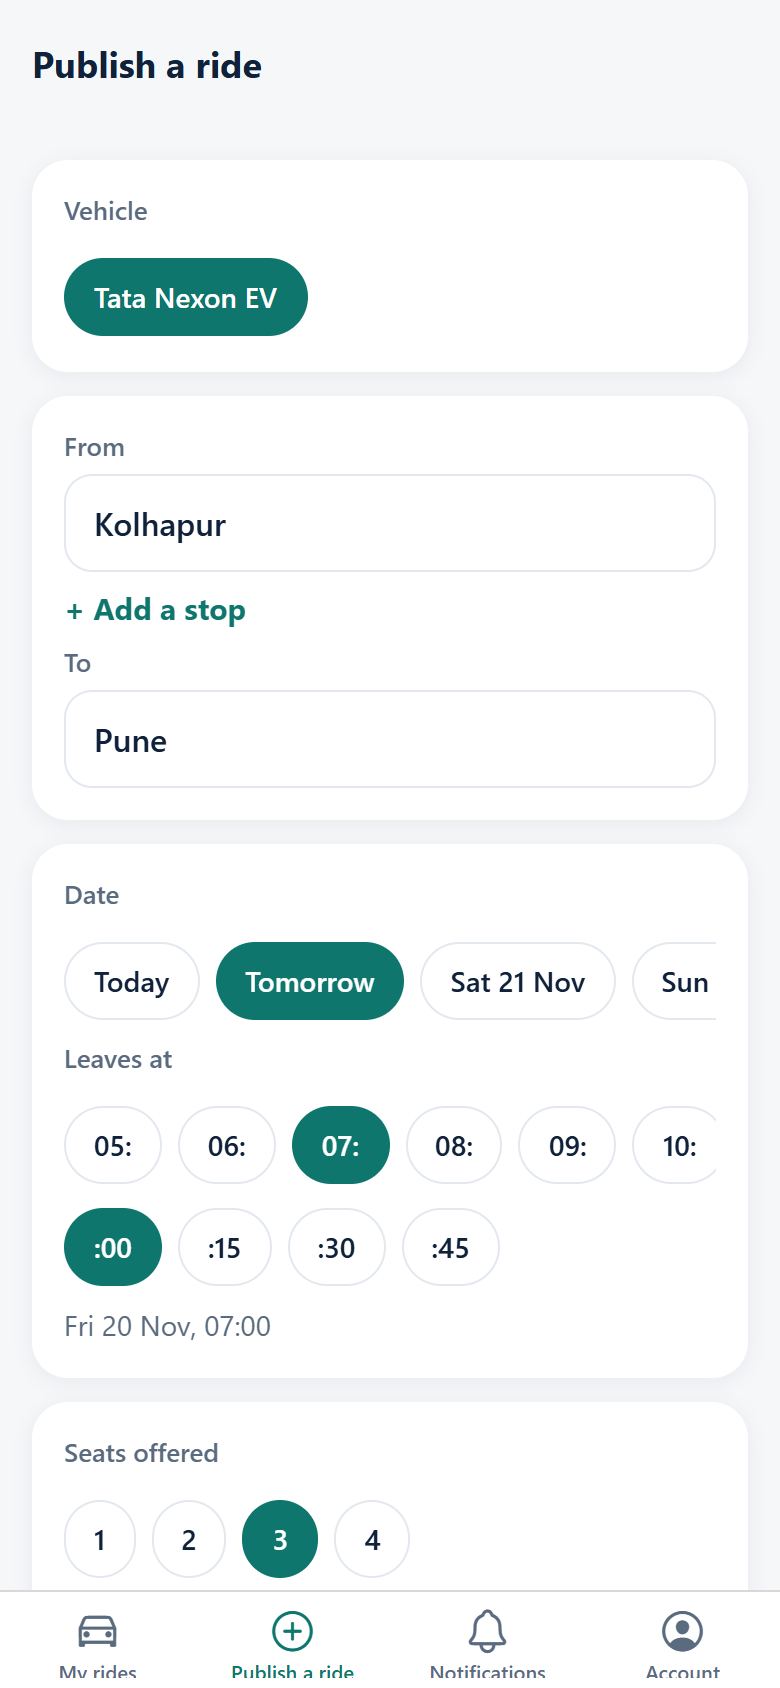 Publish a ride
Vehicle
Tata Nexon EV
From
Kolhapur
+ Add a stop
To
Pune
Date
Today Tomorrow Sat 21 Nov Sun
Leaves at
05: 06: 07: 08: 09: 10:
:00 :15 :30 :45
Fri 20 Nov, 07:00
Seats offered
1 2 3 4
My rides Publish a ride Notifications Account